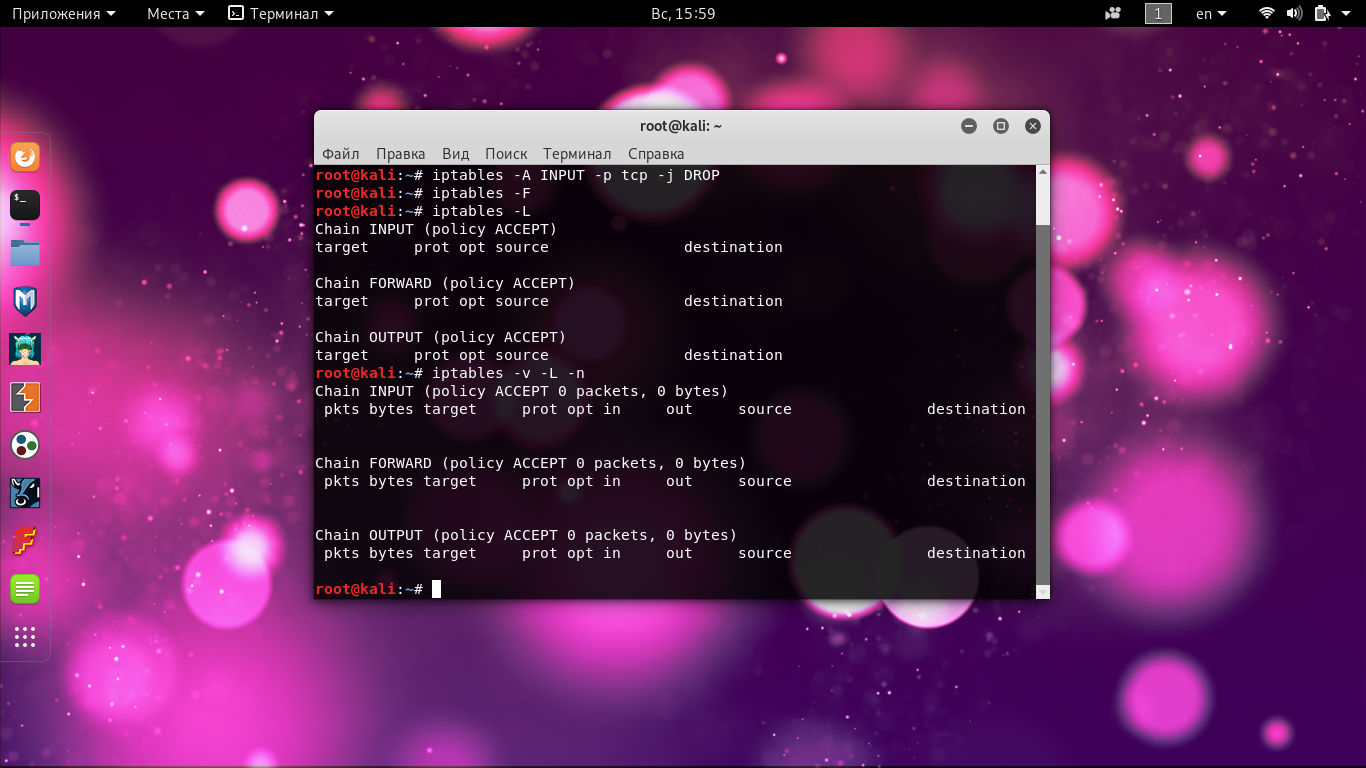 Приложения Места Терминал Вс, 15:59 1 en
root@kali: ~
Файл Правка Вид Поиск Терминал Справка
root@kali:~# iptables -A INPUT -p tcp -j DROP
root@kali:~# iptables -F
root@kali:~# iptables -L
Chain INPUT (policy ACCEPT)
target     prot opt source               destination
Chain FORWARD (policy ACCEPT)
target     prot opt source               destination
Chain OUTPUT (policy ACCEPT)
target     prot opt source               destination
root@kali:~# iptables -v -L -n
Chain INPUT (policy ACCEPT 0 packets, 0 bytes)
 pkts bytes target     prot opt in     out     source               destination
Chain FORWARD (policy ACCEPT 0 packets, 0 bytes)
 pkts bytes target     prot opt in     out     source               destination
Chain OUTPUT (policy ACCEPT 0 packets, 0 bytes)
 pkts bytes target     prot opt in     out     source               destination
root@kali:~#